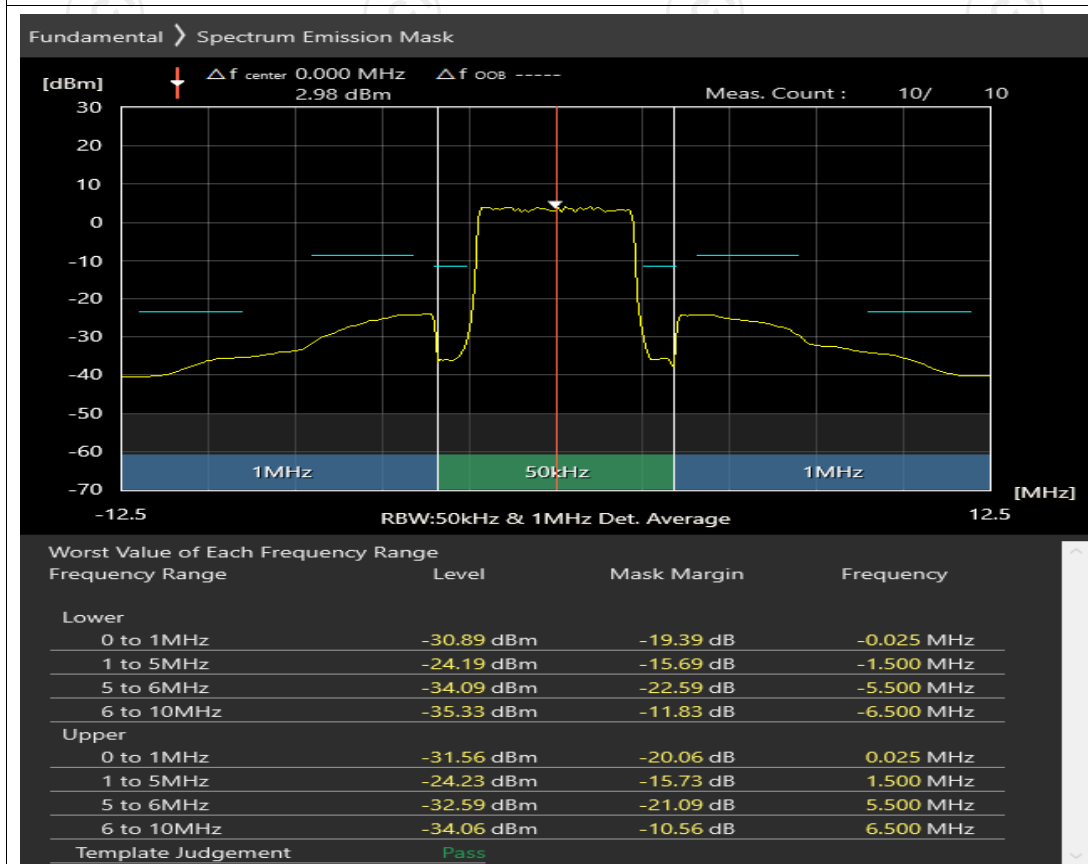 Fundamental ❯ Spectrum Emission Mask
[dBm] △f center 0.000 MHz △f OOB -----
2.98 dBm Meas. Count : 10/ 10
30
20
10
0
-10
-20
-30
-40
-50
-60
-70
1MHz 50kHz 1MHz
[MHz]
-12.5 RBW:50kHz & 1MHz Det. Average 12.5
Worst Value of Each Frequency Range
Frequency Range Level Mask Margin Frequency
Lower
0 to 1MHz -30.89 dBm -19.39 dB -0.025 MHz
1 to 5MHz -24.19 dBm -15.69 dB -1.500 MHz
5 to 6MHz -34.09 dBm -22.59 dB -5.500 MHz
6 to 10MHz -35.33 dBm -11.83 dB -6.500 MHz
Upper
0 to 1MHz -31.56 dBm -20.06 dB 0.025 MHz
1 to 5MHz -24.23 dBm -15.73 dB 1.500 MHz
5 to 6MHz -32.59 dBm -21.09 dB 5.500 MHz
6 to 10MHz -34.06 dBm -10.56 dB 6.500 MHz
Template Judgement Pass